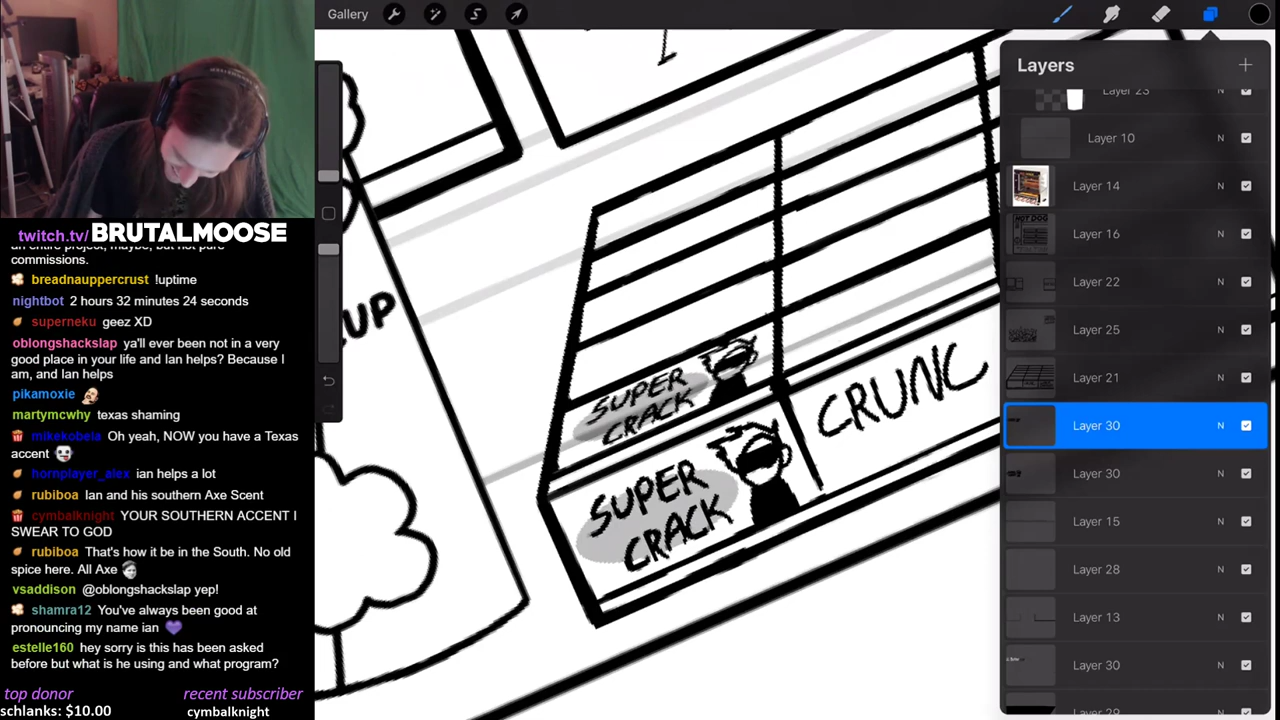 Gallery
Layers
Layer 23 N
Layer 10 N
Layer 14 N
HOT DOG
Layer 16 N
Layer 22 N
Layer 25 N
Layer 21 N
Layer 30 N
Layer 30 N
Layer 15 N
Layer 28 N
Layer 13 N
Layer 30 N
Layer 29 N
UP
SUPER
CRACK
SUPER
CRACK
CRUNC
twitch.tv/BRUTALMOOSE
an entire project, maybe, but not pure
commissions.
breadnauppercrust !uptime
nightbot 2 hours 32 minutes 24 seconds
superneku geez XD
oblongshackslap ya'll ever been not in a very
good place in your life and Ian helps? Because I
am, and Ian helps
pikamoxie
martymcwhy texas shaming
mikekobela Oh yeah, NOW you have a Texas
accent
hornplayer_alex ian helps a lot
rubiboa Ian and his southern Axe Scent
cymbalknight YOUR SOUTHERN ACCENT I
SWEAR TO GOD
rubiboa That's how it be in the South. No old
spice here. All Axe
vsaddison @oblongshackslap yep!
shamra12 You've always been good at
pronouncing my name ian
estelle160 hey sorry is this has been asked
before but what is he using and what program?
top donor recent subscriber
schlanks: $10.00 cymbalknight